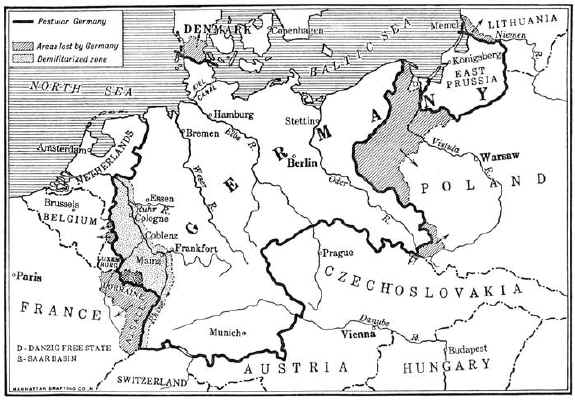 Postwar Germany
Areas lost by Germany
Demilitarized zone
DENMARK
Copenhagen
BALTIC SEA
Memel
LITHUANIA
Niemen
R.
NORTH SEA
KIEL
CANAL
Konigsberg
EAST
PRUSSIA
D
Hamburg
Stettin
Bremen
Elbe R.
Amsterdam
NETHERLANDS
GERMANY
Berlin
Vistula
R.
Warsaw
POLAND
Weser R.
Oder R.
Brussels
BELGIUM
Essen
Ruhr R.
Cologne
Coblenz
Frankfort
Mainz
LUXEM
BURG
LORRAINE
Paris
FRANCE
Prague
CZECHOSLOVAKIA
Munich
Danube R.
Vienna
Budapest
AUSTRIA
HUNGARY
SWITZERLAND
D-DANZIG FREE STATE
S-SAAR BASIN
MANHATTAN DRAFTING CO., N.Y.